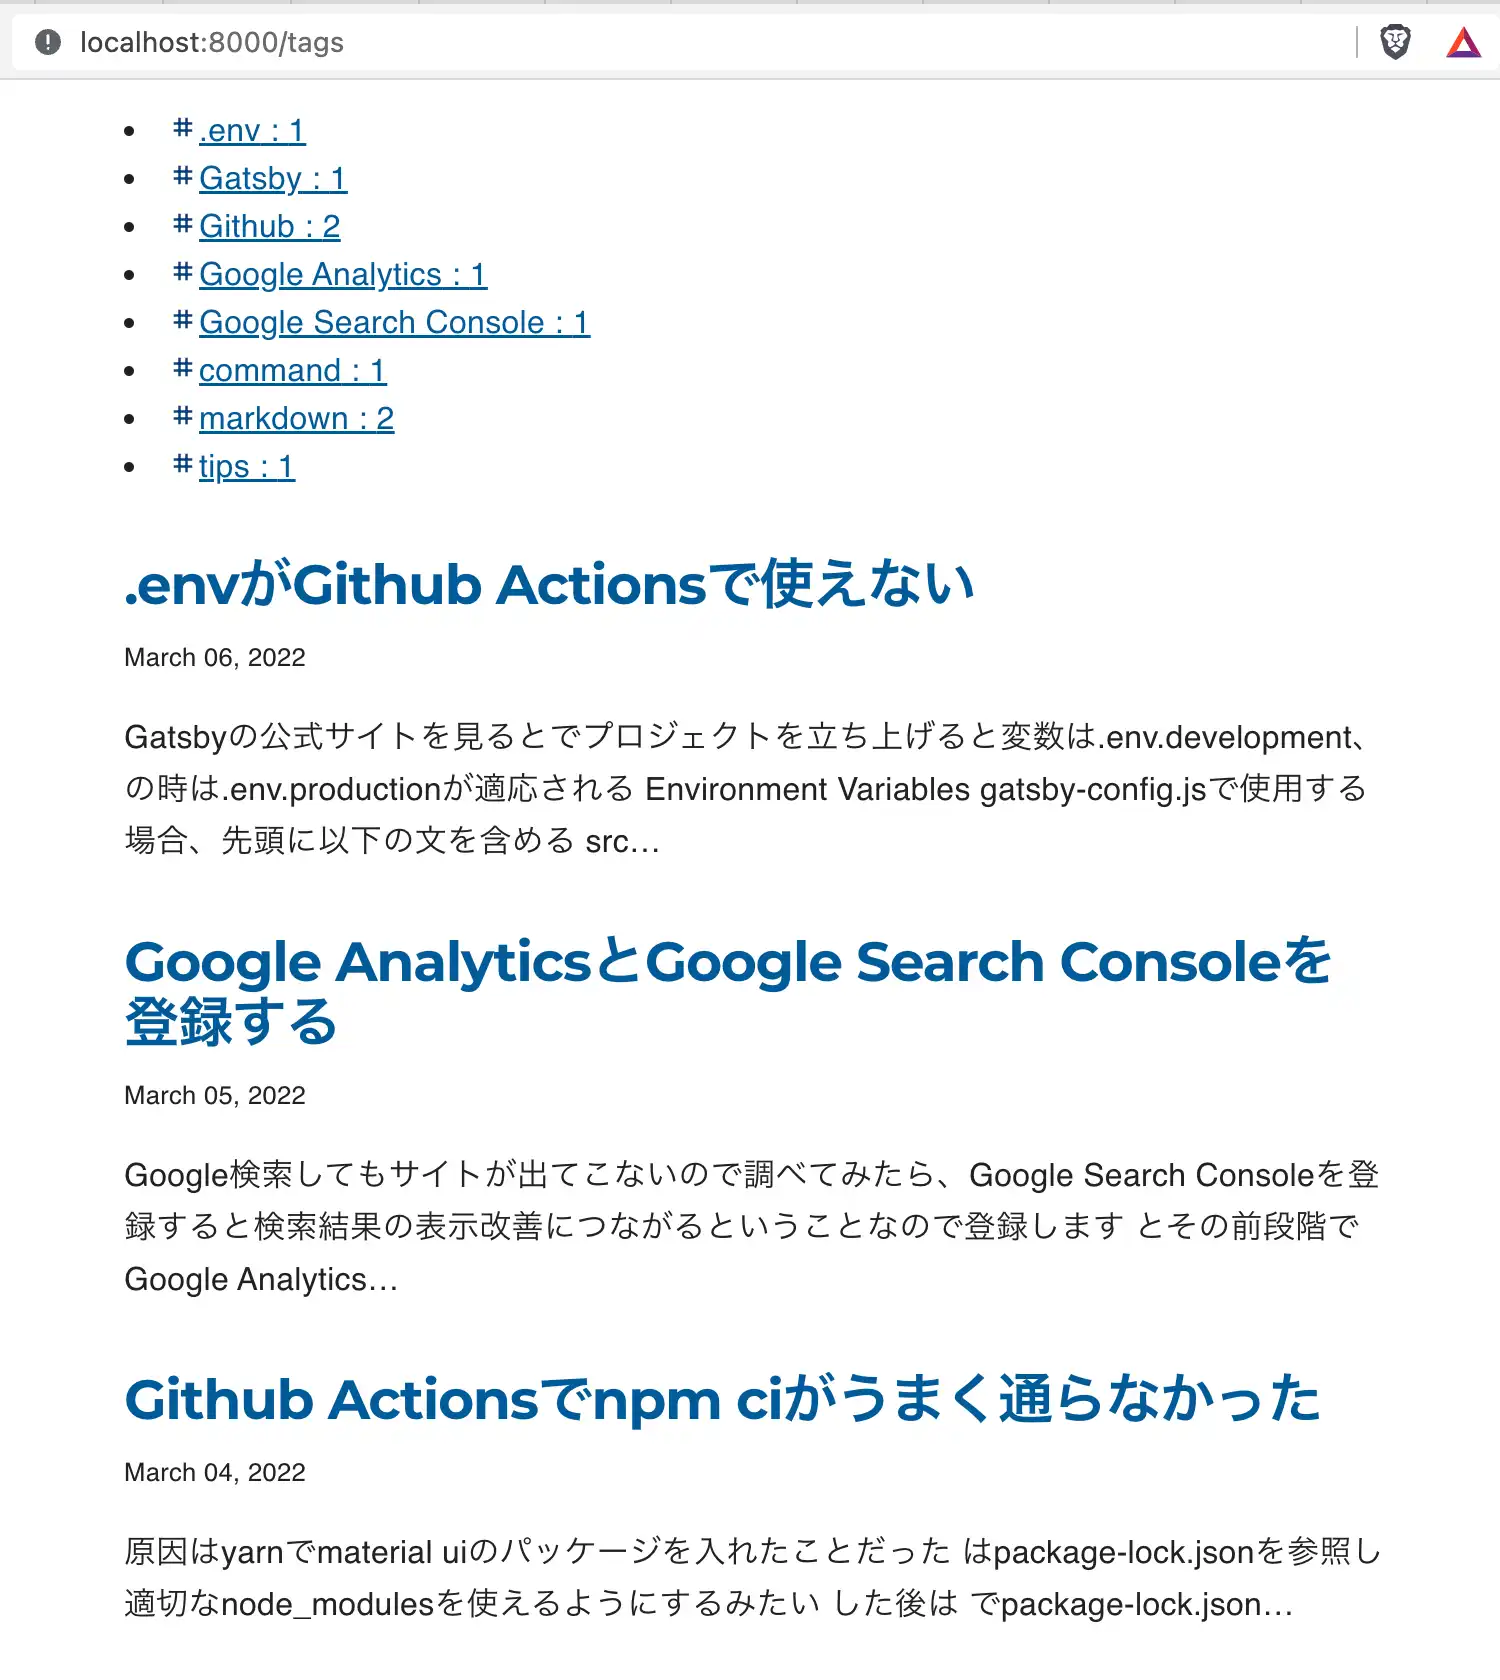 localhost:8000/tags
# .env : 1
# Gatsby : 1
# Github : 2
# Google Analytics : 1
# Google Search Console : 1
# command : 1
# markdown : 2
# tips : 1
.envがGithub Actionsで使えない
March 06, 2022
Gatsbyの公式サイトを見るとでプロジェクトを立ち上げると変数は.env.development、
の時は.env.productionが適応される Environment Variables gatsby-config.jsで使用する
場合、先頭に以下の文を含める src…
Google AnalyticsとGoogle Search Consoleを
登録する
March 05, 2022
Google検索してもサイトが出てこないので調べてみたら、Google Search Consoleを登
録すると検索結果の表示改善につながるということなので登録します とその前段階で
Google Analytics…
Github Actionsでnpm ciがうまく通らなかった
March 04, 2022
原因はyarnでmaterial uiのパッケージを入れたことだった はpackage-lock.jsonを参照し
適切なnode_modulesを使えるようにするみたい した後は でpackage-lock.json…